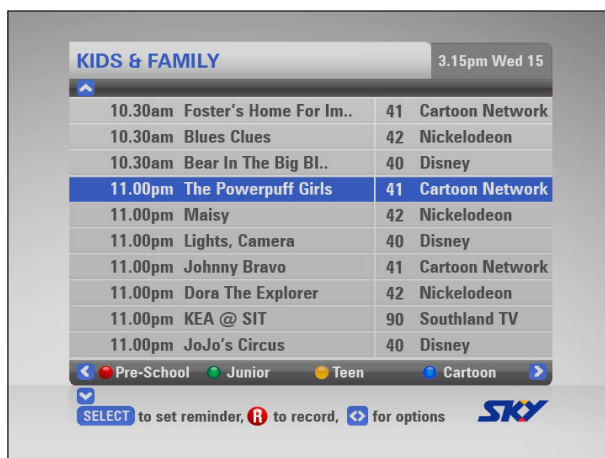 KIDS & FAMILY 3.15pm Wed 15
10.30am Foster's Home For Im.. 41 Cartoon Network
10.30am Blues Clues 42 Nickelodeon
10.30am Bear In The Big Bl.. 40 Disney
11.00pm The Powerpuff Girls 41 Cartoon Network
11.00pm Maisy 42 Nickelodeon
11.00pm Lights, Camera 40 Disney
11.00pm Johnny Bravo 41 Cartoon Network
11.00pm Dora The Explorer 42 Nickelodeon
11.00pm KEA @ SIT 90 Southland TV
11.00pm JoJo's Circus 40 Disney
Pre-School Junior Teen Cartoon
SELECT to set reminder, R to record, <> for options SKY